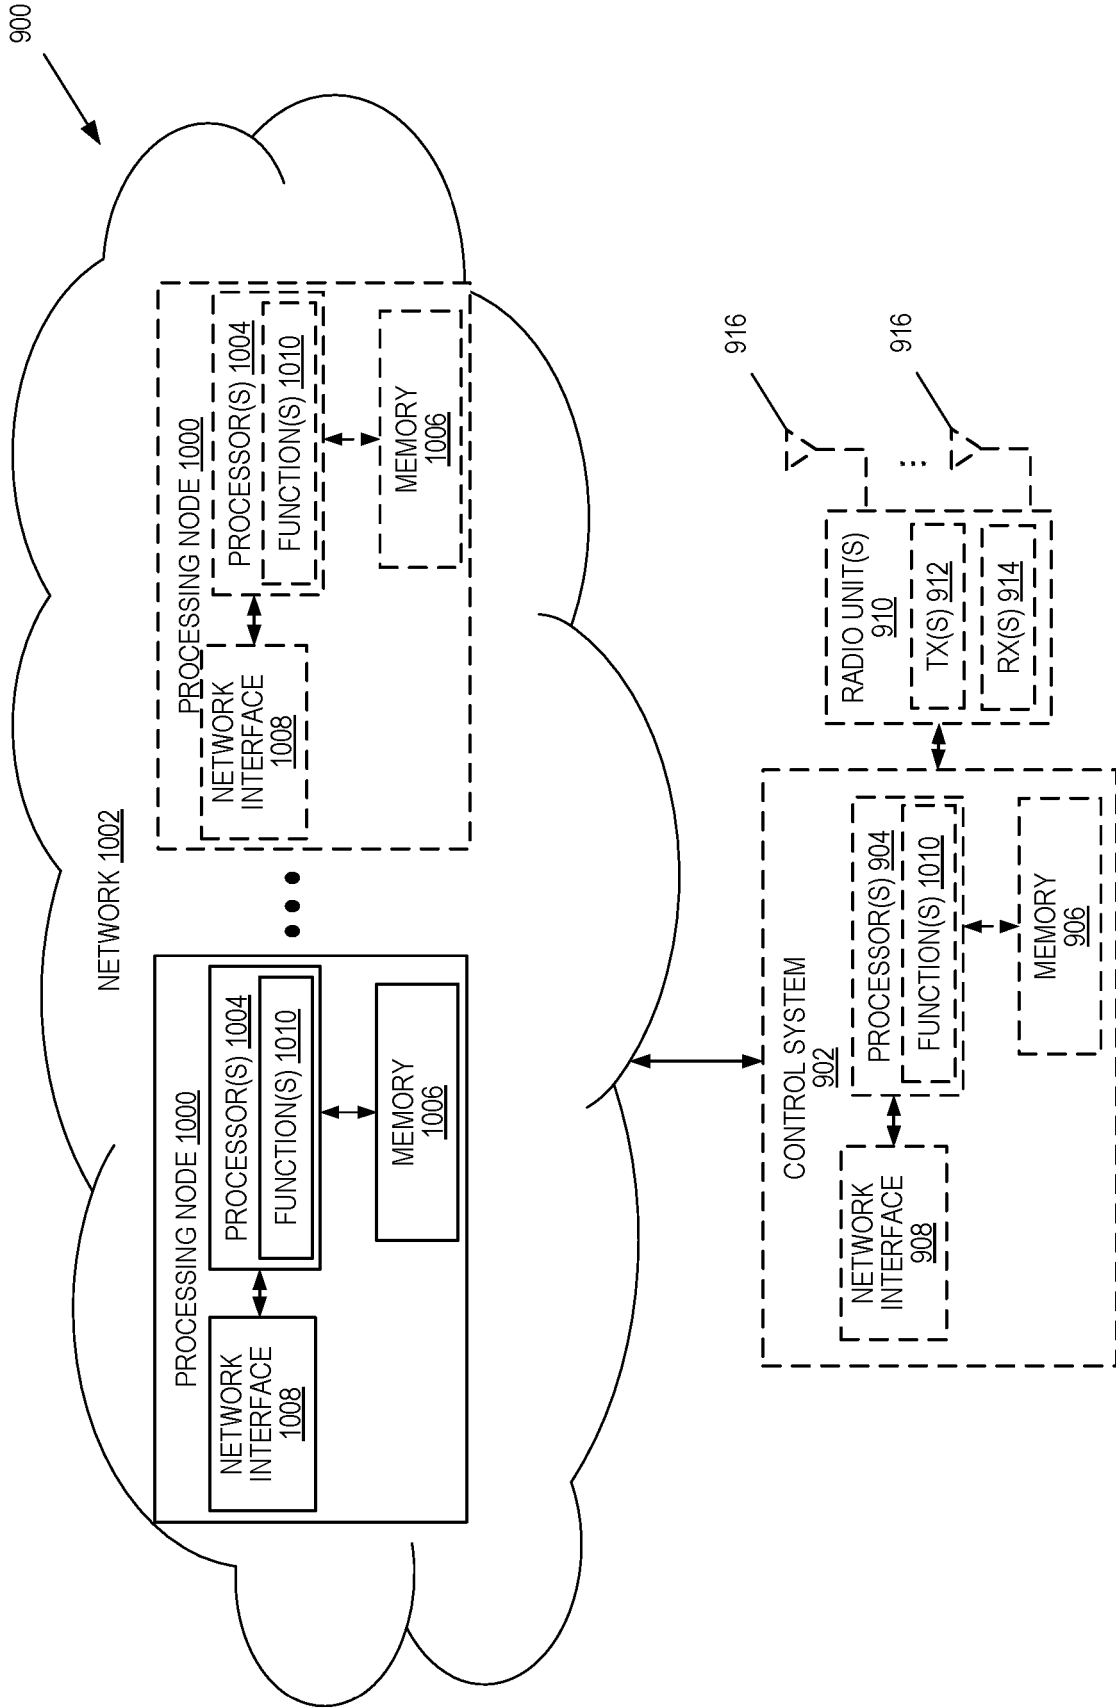 900
NETWORK 1002
PROCESSING NODE 1000
NETWORK
INTERFACE
1008
PROCESSOR(S) 1004
FUNCTION(S) 1010
MEMORY
1006
PROCESSING NODE 1000
NETWORK
INTERFACE
1008
PROCESSOR(S) 1004
FUNCTION(S) 1010
MEMORY
1006
CONTROL SYSTEM
902
NETWORK
INTERFACE
908
PROCESSOR(S) 904
FUNCTION(S) 1010
MEMORY
906
RADIO UNIT(S)
910
TX(S) 912
RX(S) 914
916
916